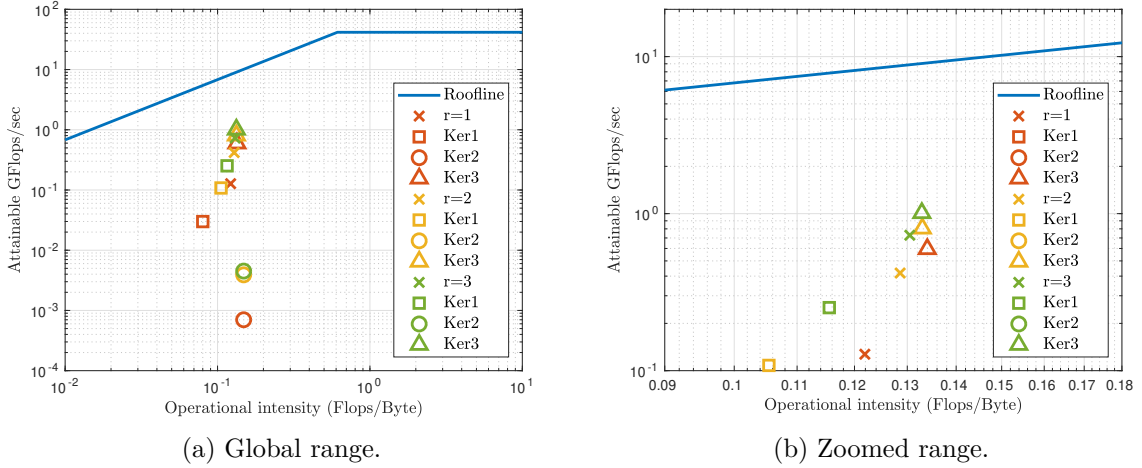 Attainable GFlops/sec
10^2
10^1
10^0
10^-1
10^-2
10^-3
10^-4
10^-2
10^-1
10^0
10^1
Operational intensity (Flops/Byte)
Roofline
r=1
Ker1
Ker2
Ker3
r=2
Ker1
Ker2
Ker3
r=3
Ker1
Ker2
Ker3
(a) Global range.
Attainable GFlops/sec
10^1
10^0
10^-1
0.09
0.1
0.11
0.12
0.13
0.14
0.15
0.16
0.17
0.18
Operational intensity (Flops/Byte)
Roofline
r=1
Ker1
Ker2
Ker3
r=2
Ker1
Ker2
Ker3
r=3
Ker1
Ker2
Ker3
(b) Zoomed range.